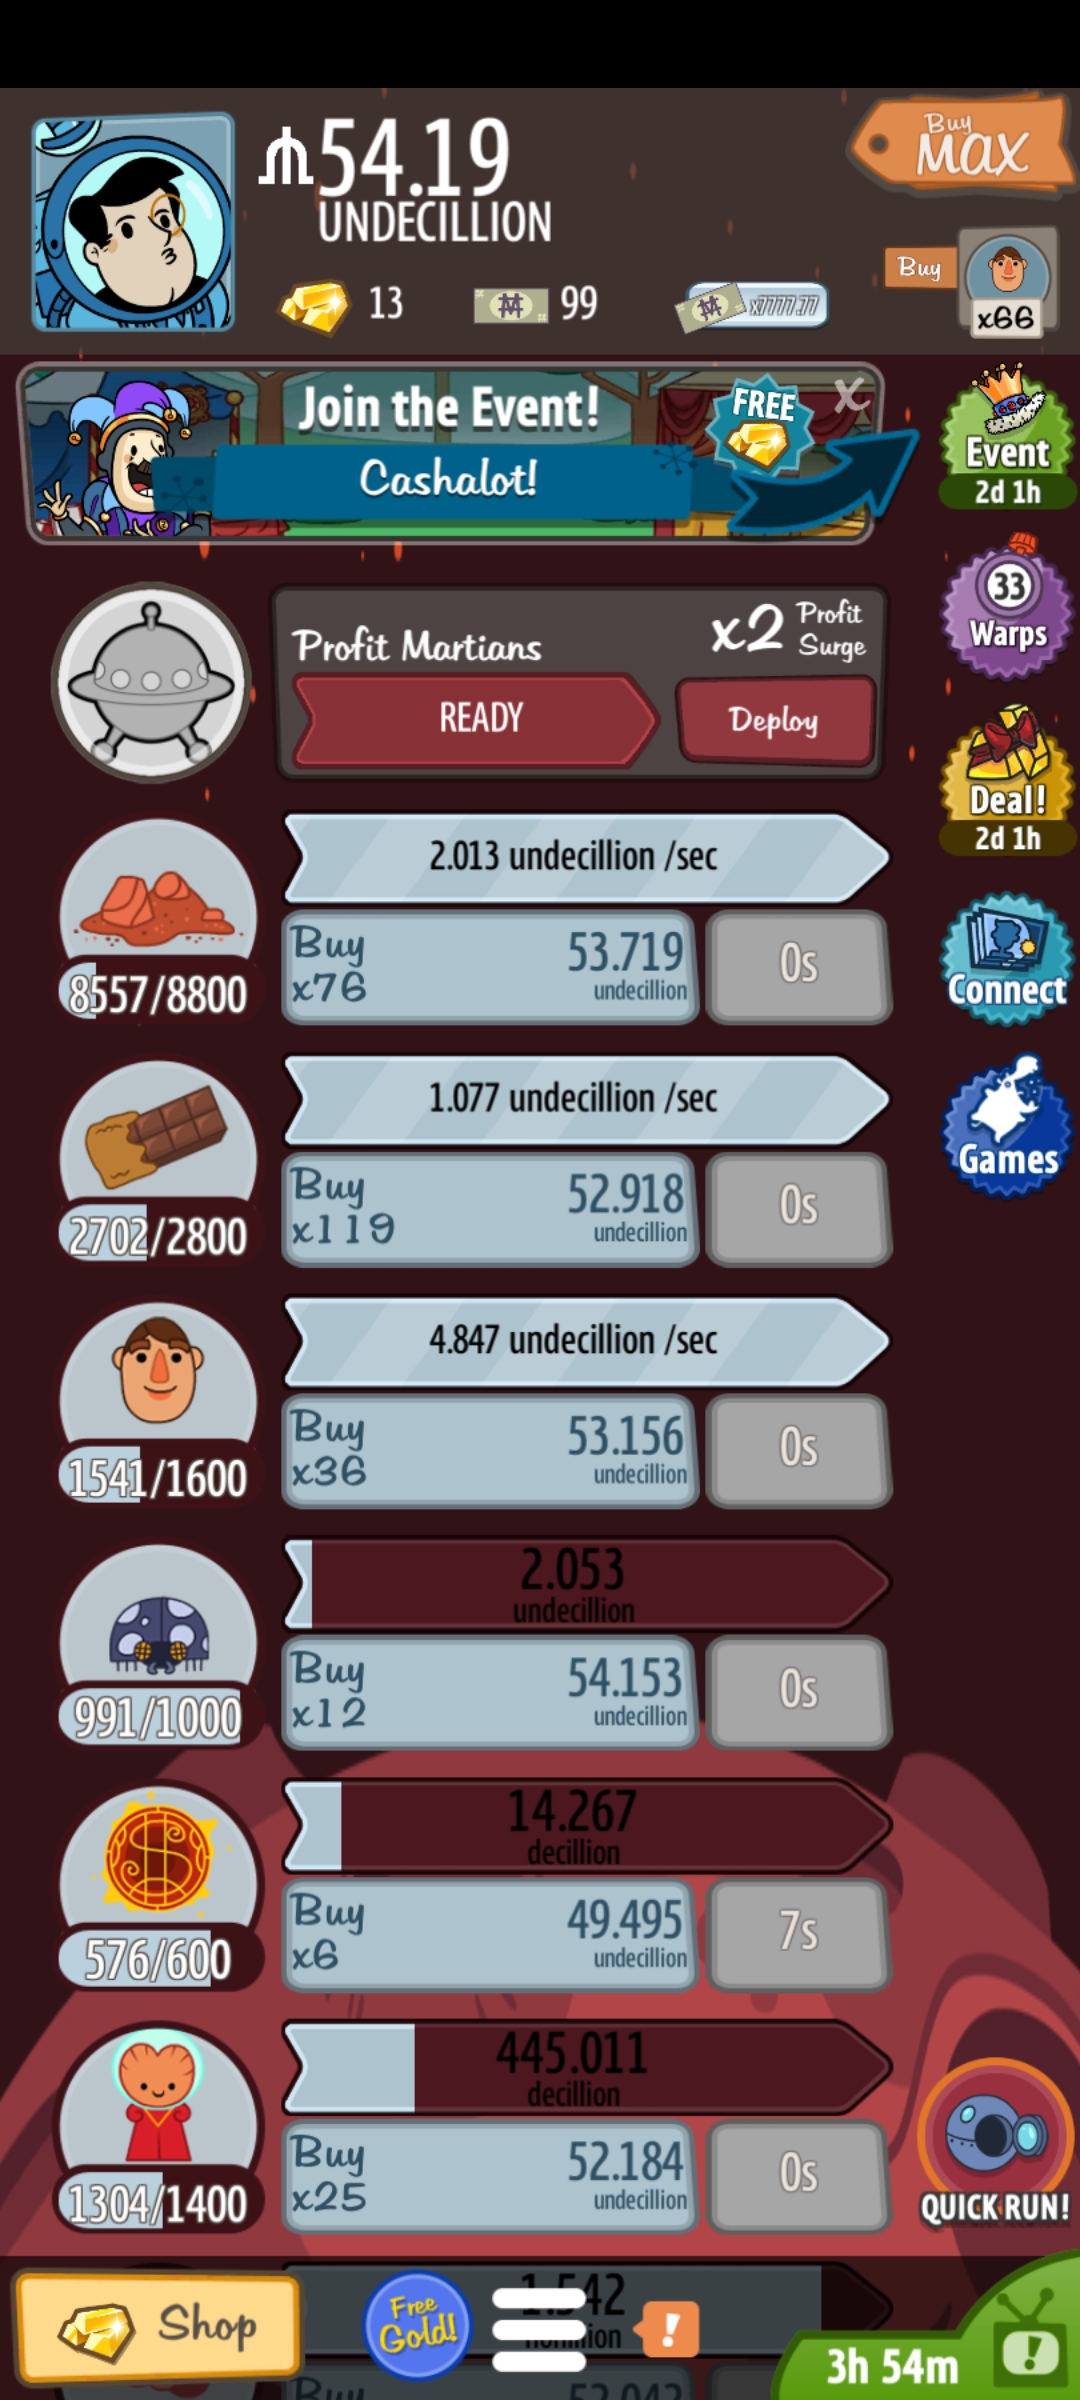 54.19
UNDECILLION
Buy
MAX
13
99
x7777.77
Buy
x66
Join the Event!
Cashalot!
FREE
X
Event
2d 1h
33
Warps
Profit Martians
x2 Profit
Surge
READY
Deploy
Deal!
2d 1h
2.013 undecillion /sec
8557/8800
Buy
x76
53.719
undecillion
0s
Connect
1.077 undecillion /sec
2702/2800
Buy
x119
52.918
undecillion
0s
Games
4.847 undecillion /sec
1541/1600
Buy
x36
53.156
undecillion
0s
2.053
undecillion
991/1000
Buy
x12
54.153
undecillion
0s
14.267
decillion
576/600
Buy
x6
49.495
undecillion
7s
445.011
decillion
1304/1400
Buy
x25
52.184
undecillion
0s
QUICK RUN!
Shop
Free
Gold!
!
3h 54m
!
Buy